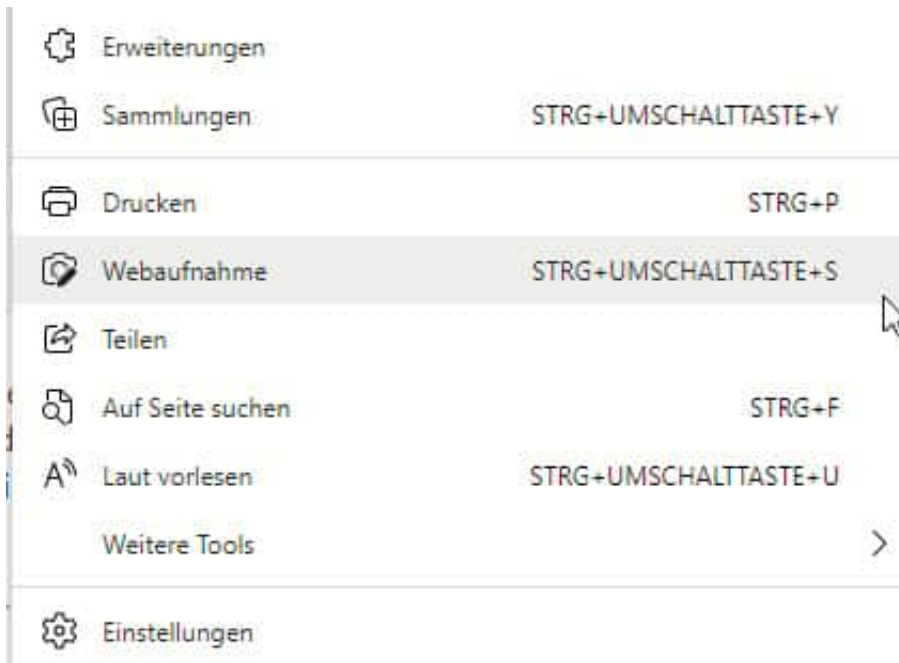 Erweiterungen
Sammlungen STRG+UMSCHALTTASTE+Y
Drucken STRG+P
Webaufnahme STRG+UMSCHALTTASTE+S
Teilen
Auf Seite suchen STRG+F
Laut vorlesen STRG+UMSCHALTTASTE+U
Weitere Tools
Einstellungen